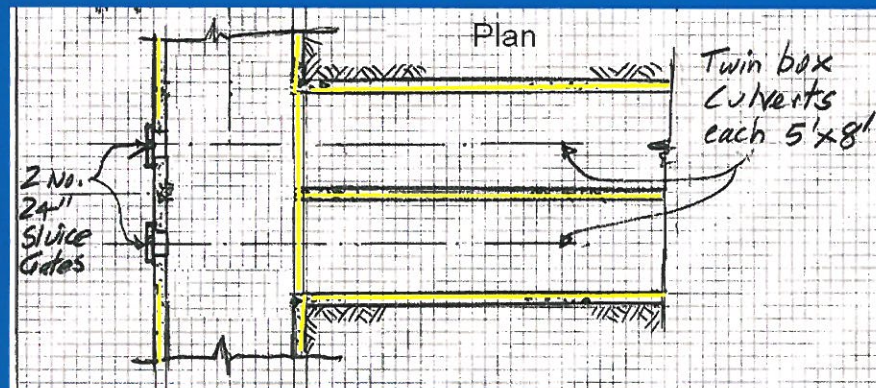 Plan
Twin box
Culverts
each 5'x8'
2 No.
24"
Sluice
Gates